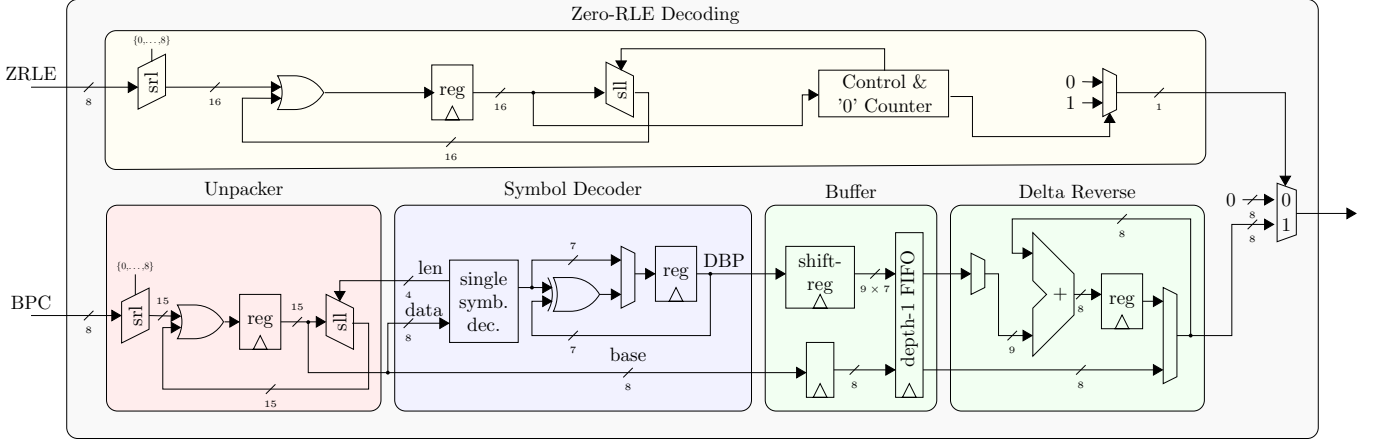 Zero-RLE Decoding
{0,...,8}
ZRLE
8
srl
16
reg
16
sll
16
Control &
'0' Counter
0
1
1
Unpacker
Symbol Decoder
Buffer
Delta Reverse
0
8
8
0
1
{0,...,8}
BPC
8
srl
15
reg
15
sll
15
len
4
data
8
single
symb.
dec.
7
7
reg
DBP
base
8
shift-
reg
9 × 7
8
depth-1 FIFO
9
8
+
8
reg
8